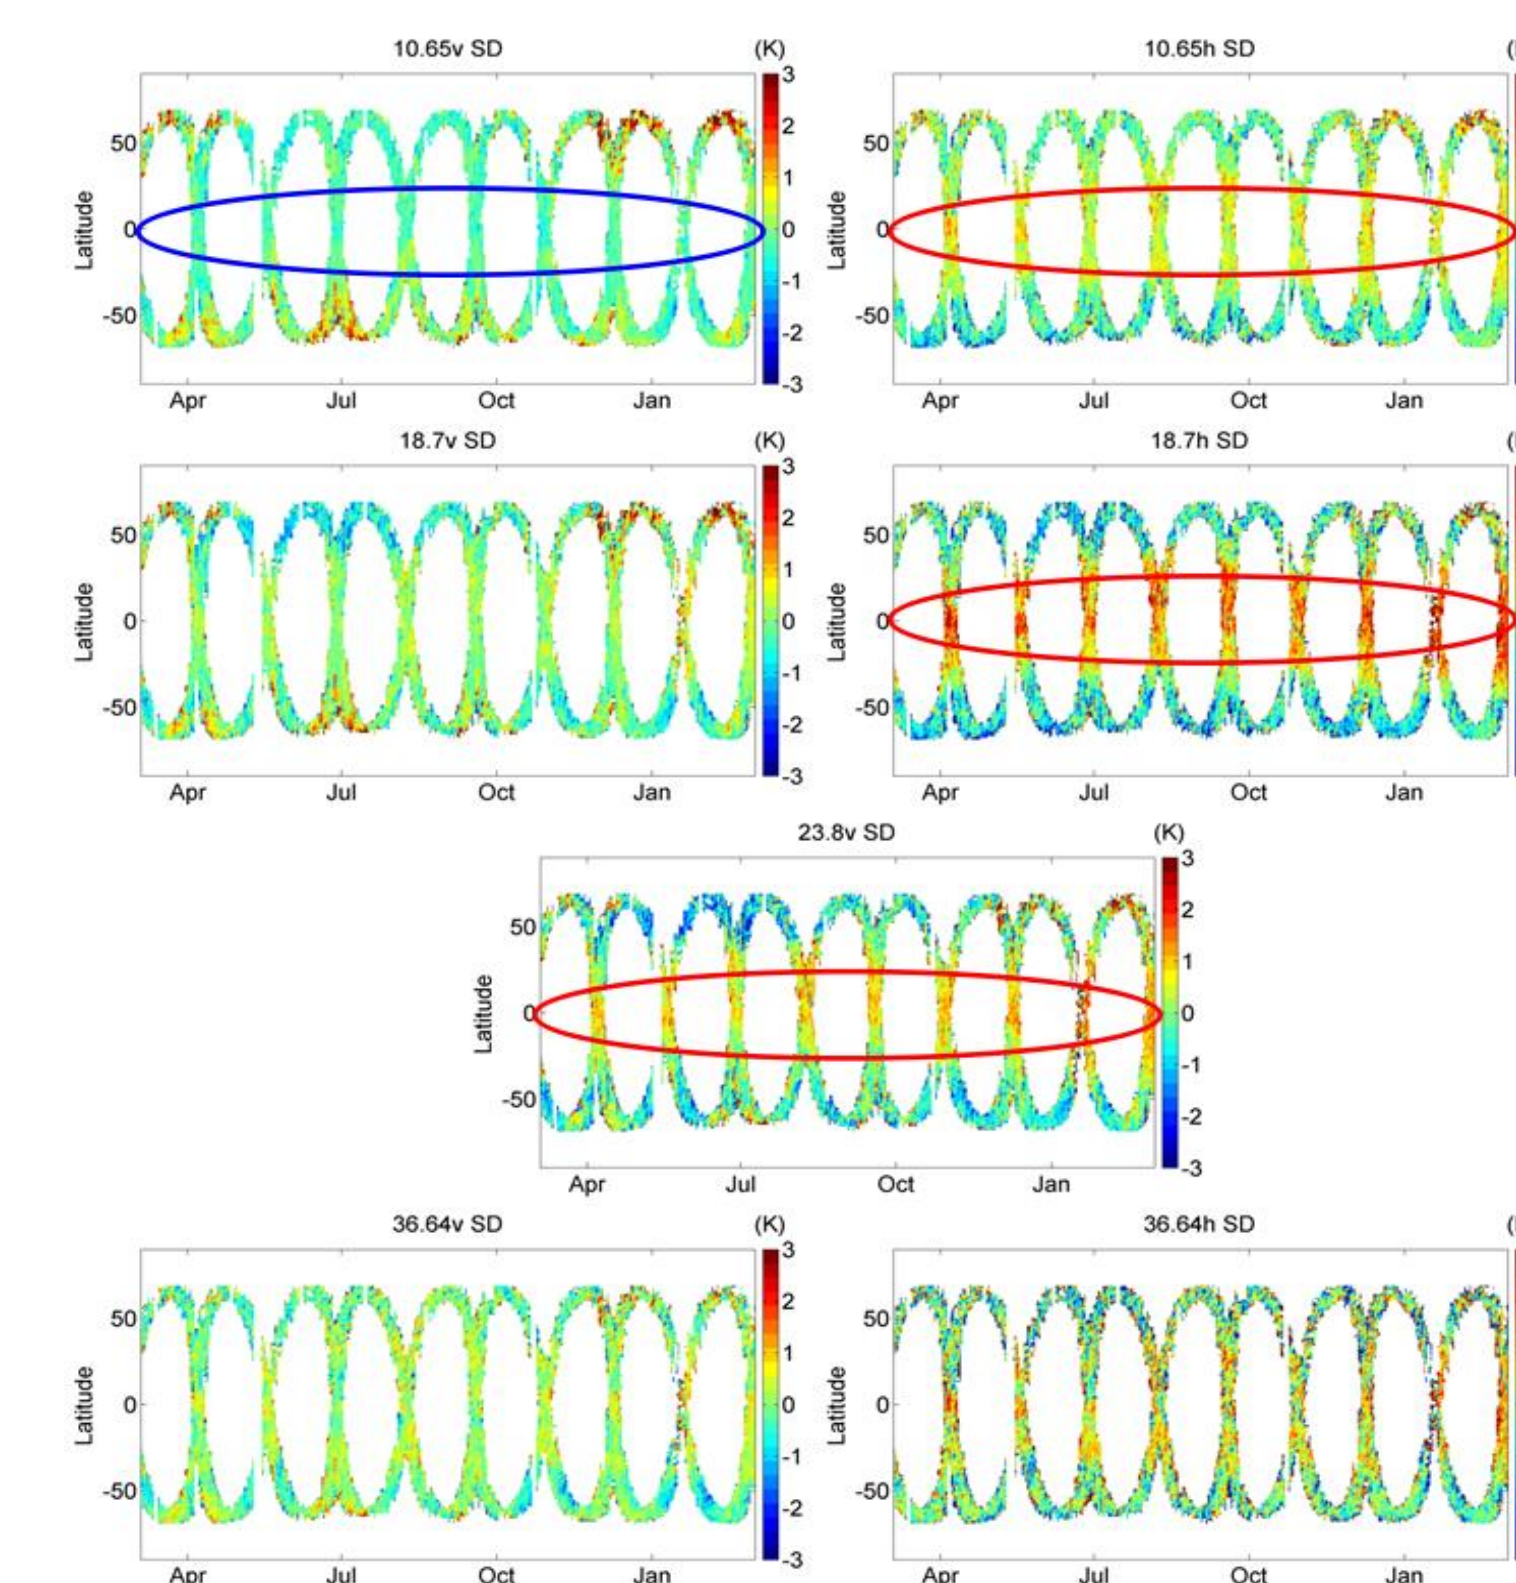 10.65v SD (K) 10.65h SD (
50 0 -50 Latitude 3 2 1 0 -1 -2 -3 50 0 -50 Latitude
Apr Jul Oct Jan Apr Jul Oct Jan
18.7v SD (K) 18.7h SD (
50 0 -50 Latitude 3 2 1 0 -1 -2 -3 50 0 -50 Latitude
Apr Jul Oct Jan Apr Jul Oct Jan
23.8v SD (K)
50 0 -50 Latitude 3 2 1 0 -1 -2 -3
Apr Jul Oct Jan
36.64v SD (K) 36.64h SD (
50 0 -50 Latitude 3 2 1 0 -1 -2 -3 50 0 -50 Latitude
Apr Jul Oct Jan Apr Jul Oct Jan